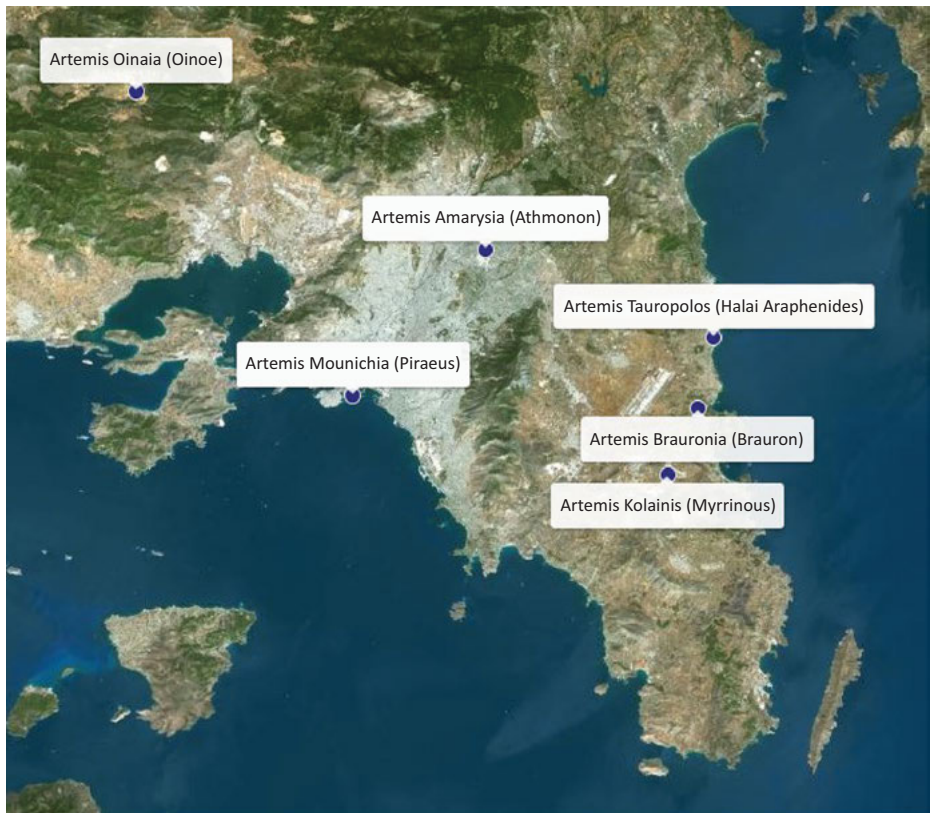 Artemis Oinaia (Oinoe)
Artemis Amarysia (Athmonon)
Artemis Tauropolos (Halai Araphenides)
Artemis Mounichia (Piraeus)
Artemis Brauronia (Brauron)
Artemis Kolainis (Myrrinous)